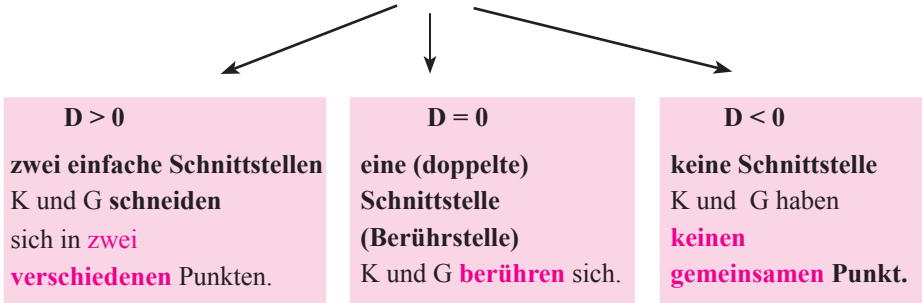 D > 0
zwei einfache Schnittstellen
K und G schneiden
sich in zwei
verschiedenen Punkten.
D = 0
eine (doppelte)
Schnittstelle
(Berührstelle)
K und G berühren sich.
D < 0
keine Schnittstelle
K und G haben
keinen
gemeinsamen Punkt.